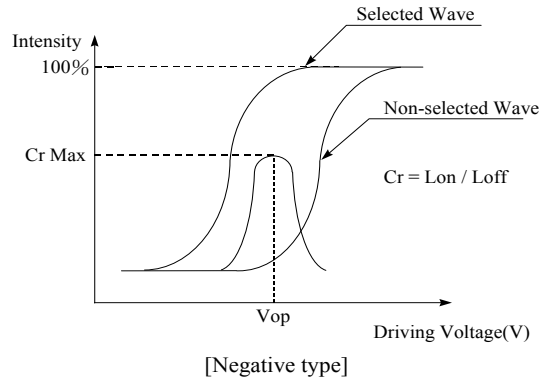 Selected Wave
Intensity
100%
Non-selected Wave
Cr Max
Cr = Lon / Loff
Vop
Driving Voltage(V)
[Negative type]